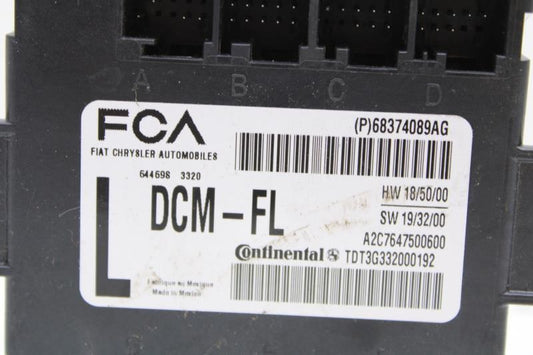 A B C D
FCA
FIAT CHRYSLER AUTOMOBILES
(P)68374089AG
644698 3320
L
DCM-FL
HW 18/50/00
SW 19/32/00
A2C7647500600
Continental TDT3G332000192
Fabrique au Mexique
Made in Mexico